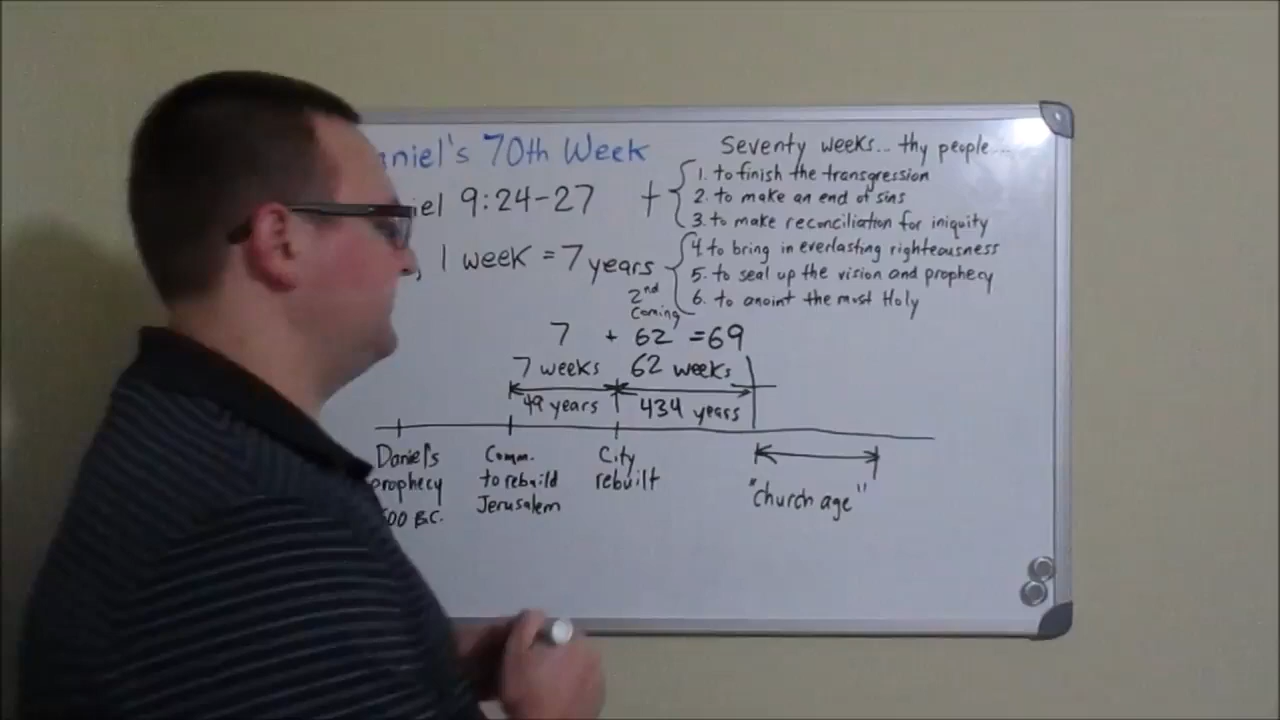 aniel's 70th Week
iel 9:24-27
1 week = 7 years
Seventy weeks... thy people...
1. to finish the transgression
2. to make an end of sins
3. to make reconciliation for iniquity
4. to bring in everlasting righteousness
5. to seal up the vision and prophecy
6. to anoint the most Holy
2nd
Coming
7 + 62 = 69
7 weeks 62 weeks
49 years 434 years
Daniel's
prophecy
500 B.C.
Comm.
to rebuild
Jerusalem
City
rebuilt
"church age"